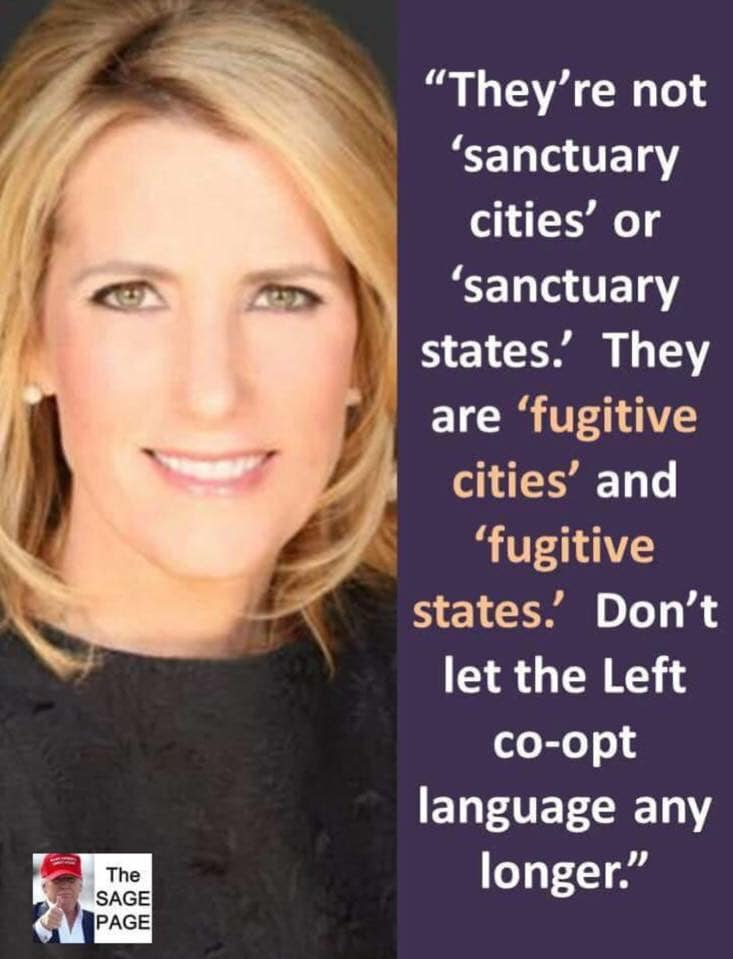 “They’re not
‘sanctuary
cities’ or
‘sanctuary
states.’ They
are ‘fugitive
cities’ and
‘fugitive
states.’ Don’t
let the Left
co-opt
language any
longer.”
The
SAGE
PAGE